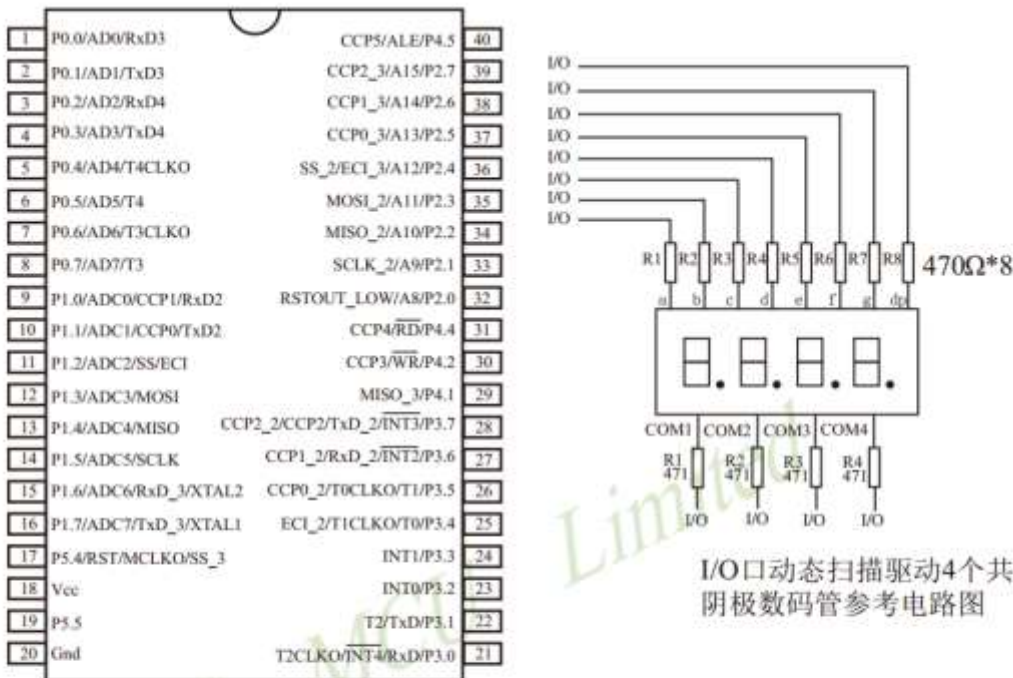 1 P0.0/AD0/RxD3
2 P0.1/AD1/TxD3
3 P0.2/AD2/RxD4
4 P0.3/AD3/TxD4
5 P0.4/AD4/T4CLKO
6 P0.5/AD5/T4
7 P0.6/AD6/T3CLKO
8 P0.7/AD7/T3
9 P1.0/ADC0/CCP1/RxD2
10 P1.1/ADC1/CCP0/TxD2
11 P1.2/ADC2/SS/ECI
12 P1.3/ADC3/MOSI
13 P1.4/ADC4/MISO
14 P1.5/ADC5/SCLK
15 P1.6/ADC6/RxD_3/XTAL2
16 P1.7/ADC7/TxD_3/XTAL1
17 P5.4/RST/MCLKO/SS_3
18 Vcc
19 P5.5
20 Gnd
CCP5/ALE/P4.5 40
CCP2_3/A15/P2.7 39
CCP1_3/A14/P2.6 38
CCP0_3/A13/P2.5 37
SS_2/ECI_3/A12/P2.4 36
MOSI_2/A11/P2.3 35
MISO_2/A10/P2.2 34
SCLK_2/A9/P2.1 33
RSTOUT_LOW/A8/P2.0 32
CCP4/RD/P4.4 31
CCP3/WR/P4.2 30
MISO_3/P4.1 29
CCP2_2/CCP2/TxD_2/INT3/P3.7 28
CCP1_2/RxD_2/INT2/P3.6 27
CCP0_2/T0CLKO/T1/P3.5 26
ECI_2/T1CLKO/T0/P3.4 25
INT1/P3.3 24
INT0/P3.2 23
T2/TxD/P3.1 22
T2CLKO/INT4/RxD/P3.0 21
I/O
I/O
I/O
I/O
I/O
I/O
I/O
I/O
R1 R2 R3 R4 R5 R6 R7 R8 470Ω*8
a b c d e f g dp
COM1 COM2 COM3 COM4
R1 R2 R3 R4
471 471 471 471
I/O I/O I/O I/O
I/O口动态扫描驱动4个共
阴极数码管参考电路图
MCU Limited